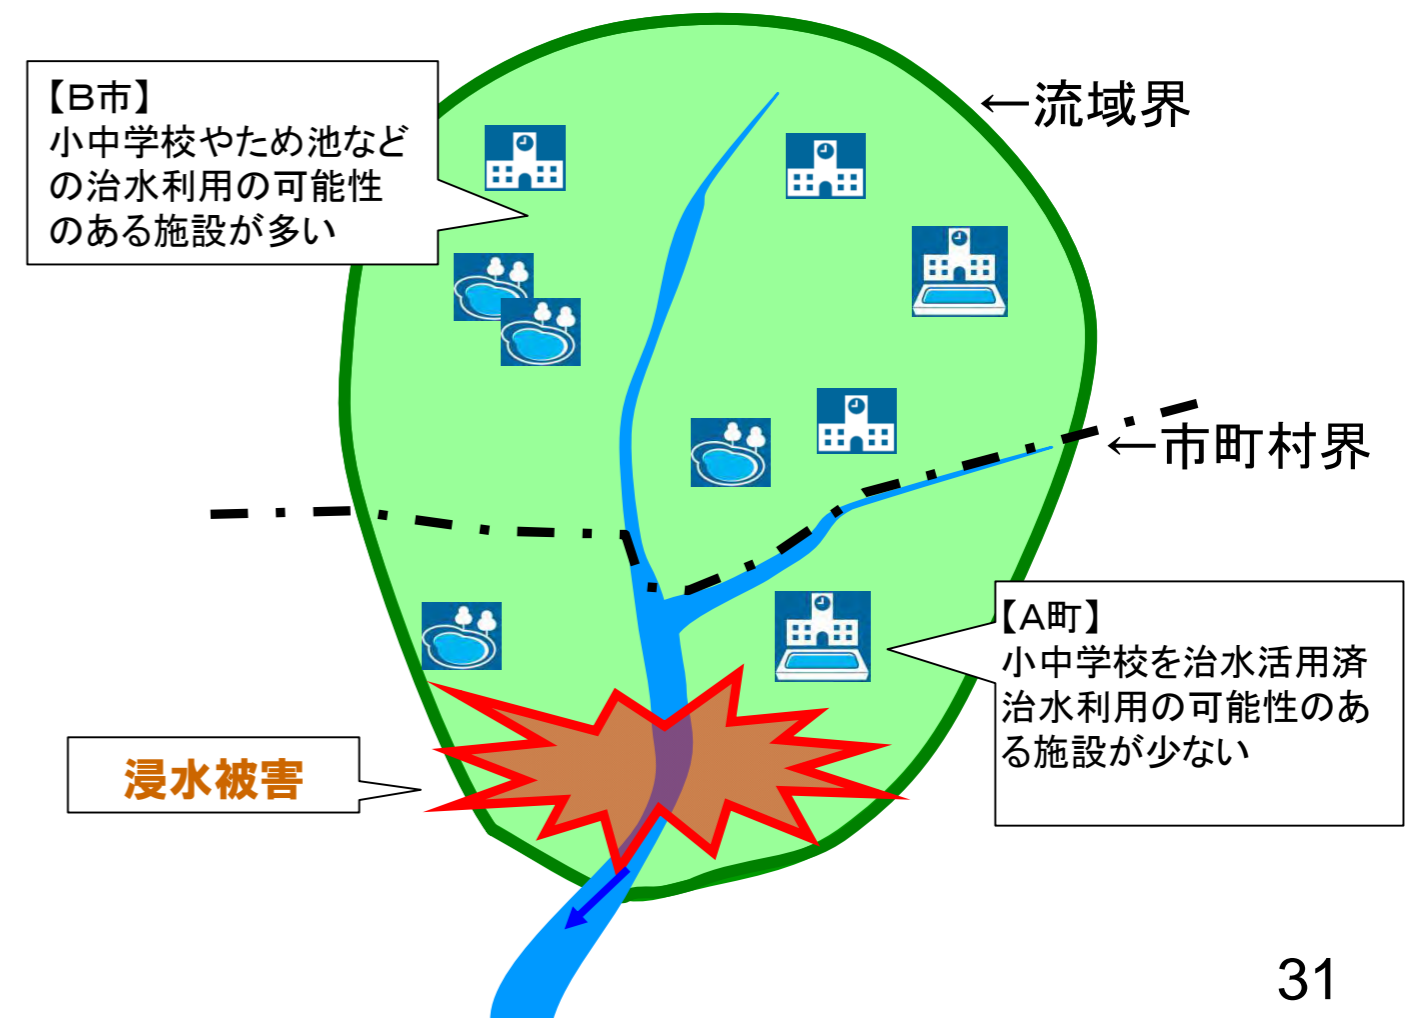 【B市】
小中学校やため池など
の治水利用の可能性
のある施設が多い
←流域界
←市町村界
【A町】
小中学校を治水活用済
治水利用の可能性のあ
る施設が少ない
浸水被害
31